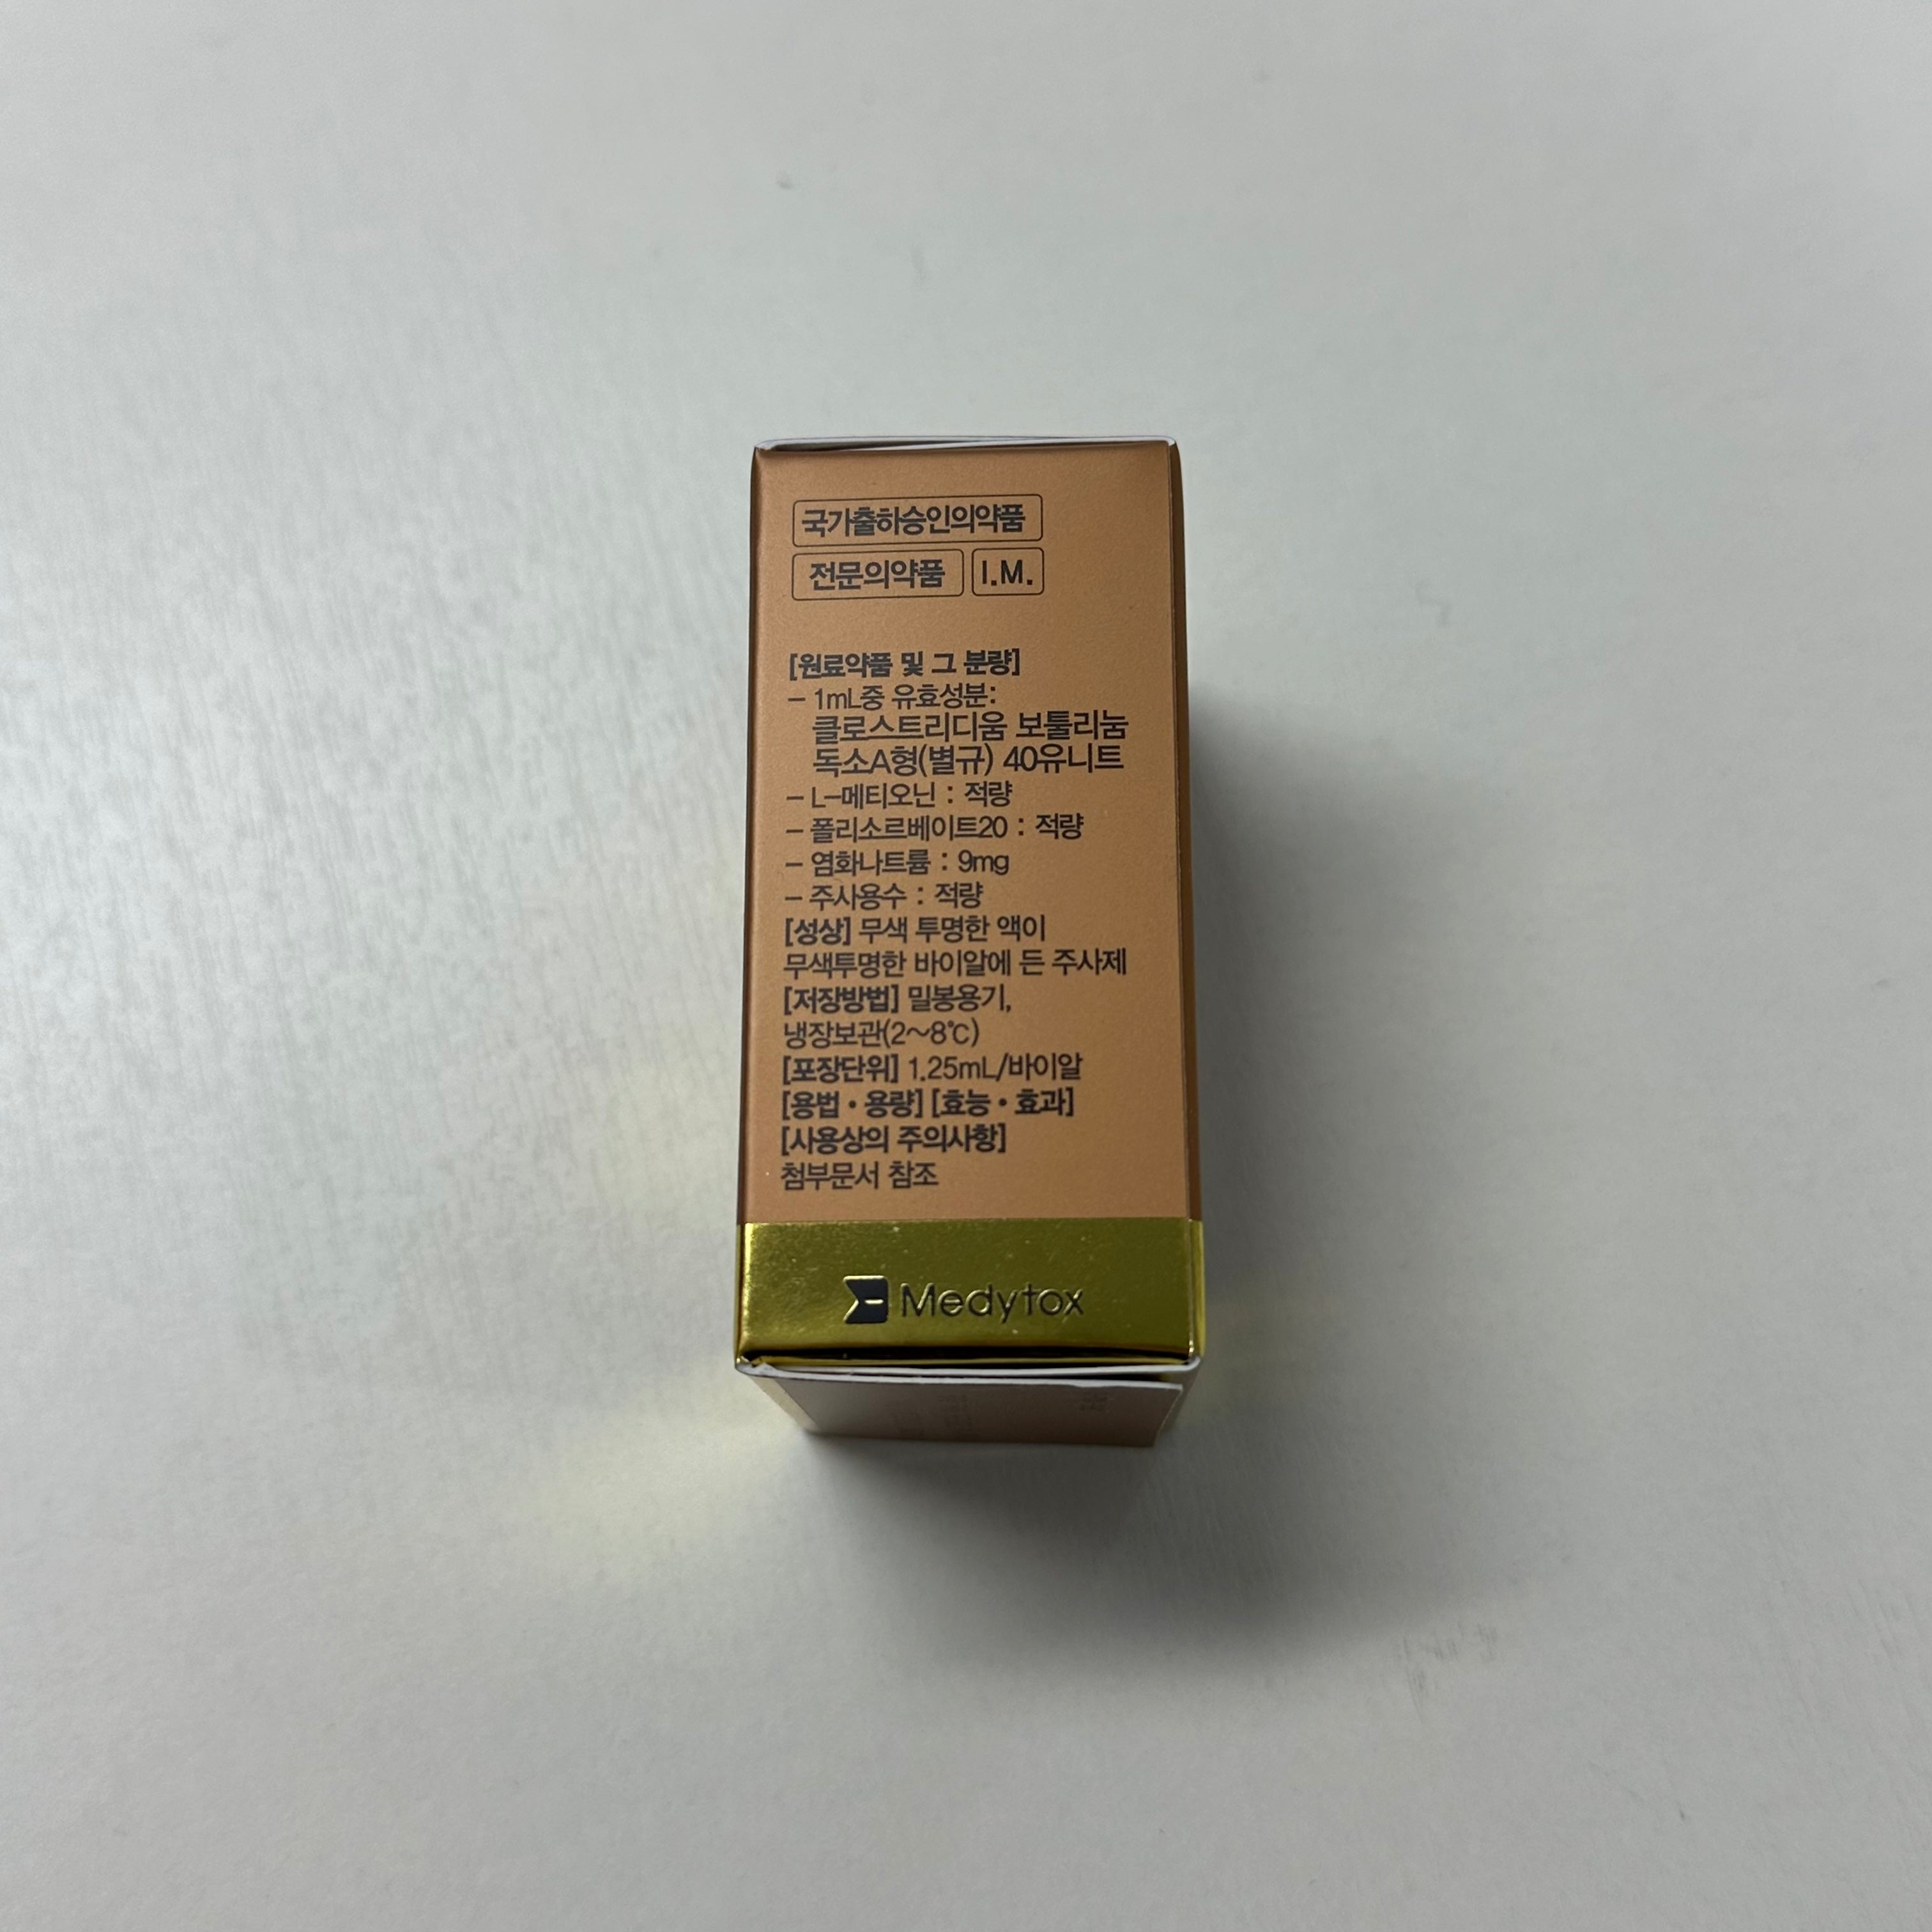 국가출하승인의약품
전문의약품 I.M.
[원료약품 및 그 분량]
– 1mL중 유효성분:
클로스트리디움 보툴리눔
독소A형(별규) 40유니트
– L-메티오닌 : 적량
– 폴리소르베이트20 : 적량
– 염화나트륨 : 9mg
– 주사용수 : 적량
[성상] 무색 투명한 액이
무색투명한 바이알에 든 주사제
[저장방법] 밀봉용기,
냉장보관(2~8℃)
[포장단위] 1.25mL/바이알
[용법・용량] [효능・효과]
[사용상의 주의사항]
첨부문서 참조
Medytox